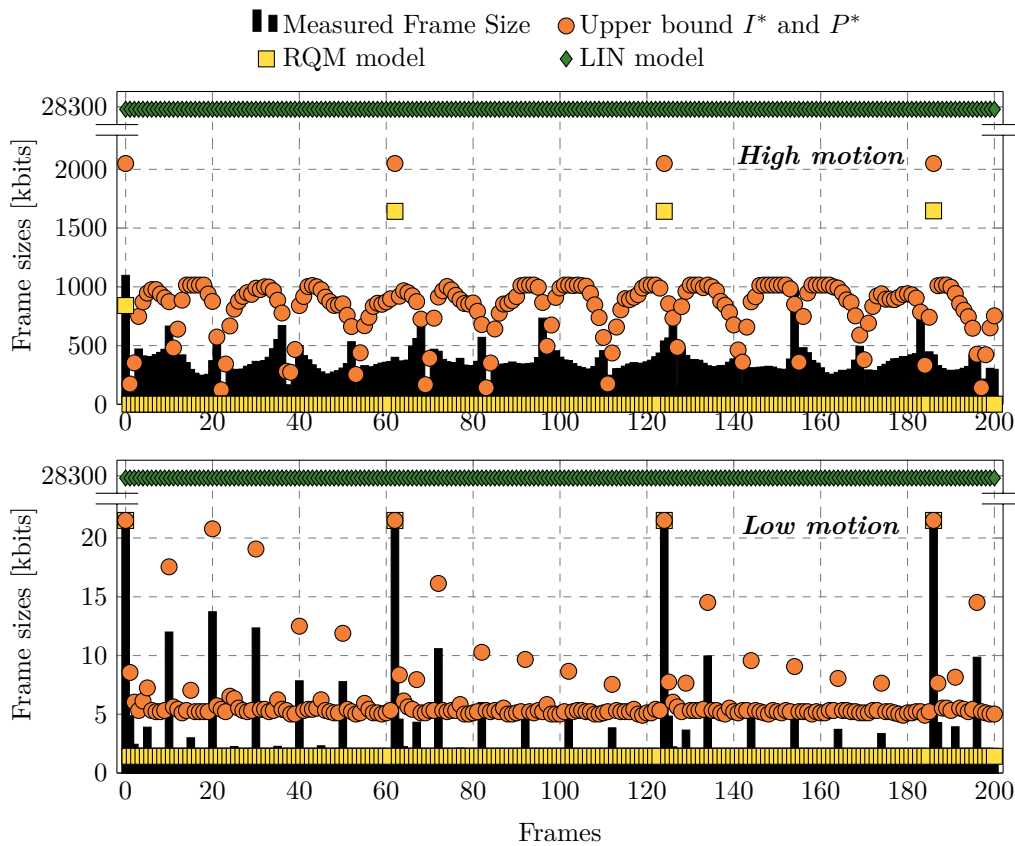 Measured Frame Size
Upper bound I* and P*
RQM model
LIN model
28300
2000
1500
1000
500
0
Frame sizes [kbits]
High motion
0 20 40 60 80 100 120 140 160 180 200
28300
20
15
10
5
0
Frame sizes [kbits]
Low motion
0 20 40 60 80 100 120 140 160 180 200
Frames